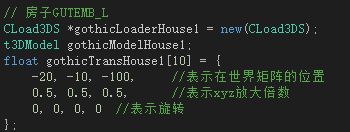 // 房子GUTEMB_L
CLoad3DS *gothicLoaderHouse1 = new(CLoad3DS);
t3DModel gothicModelHouse1;
float gothicTransHouse1[10] = {
-20, -10, -100, //表示在世界矩阵的位置
0.5, 0.5, 0.5, //表示xyz放大倍数
0, 0, 0, 0 //表示旋转
};